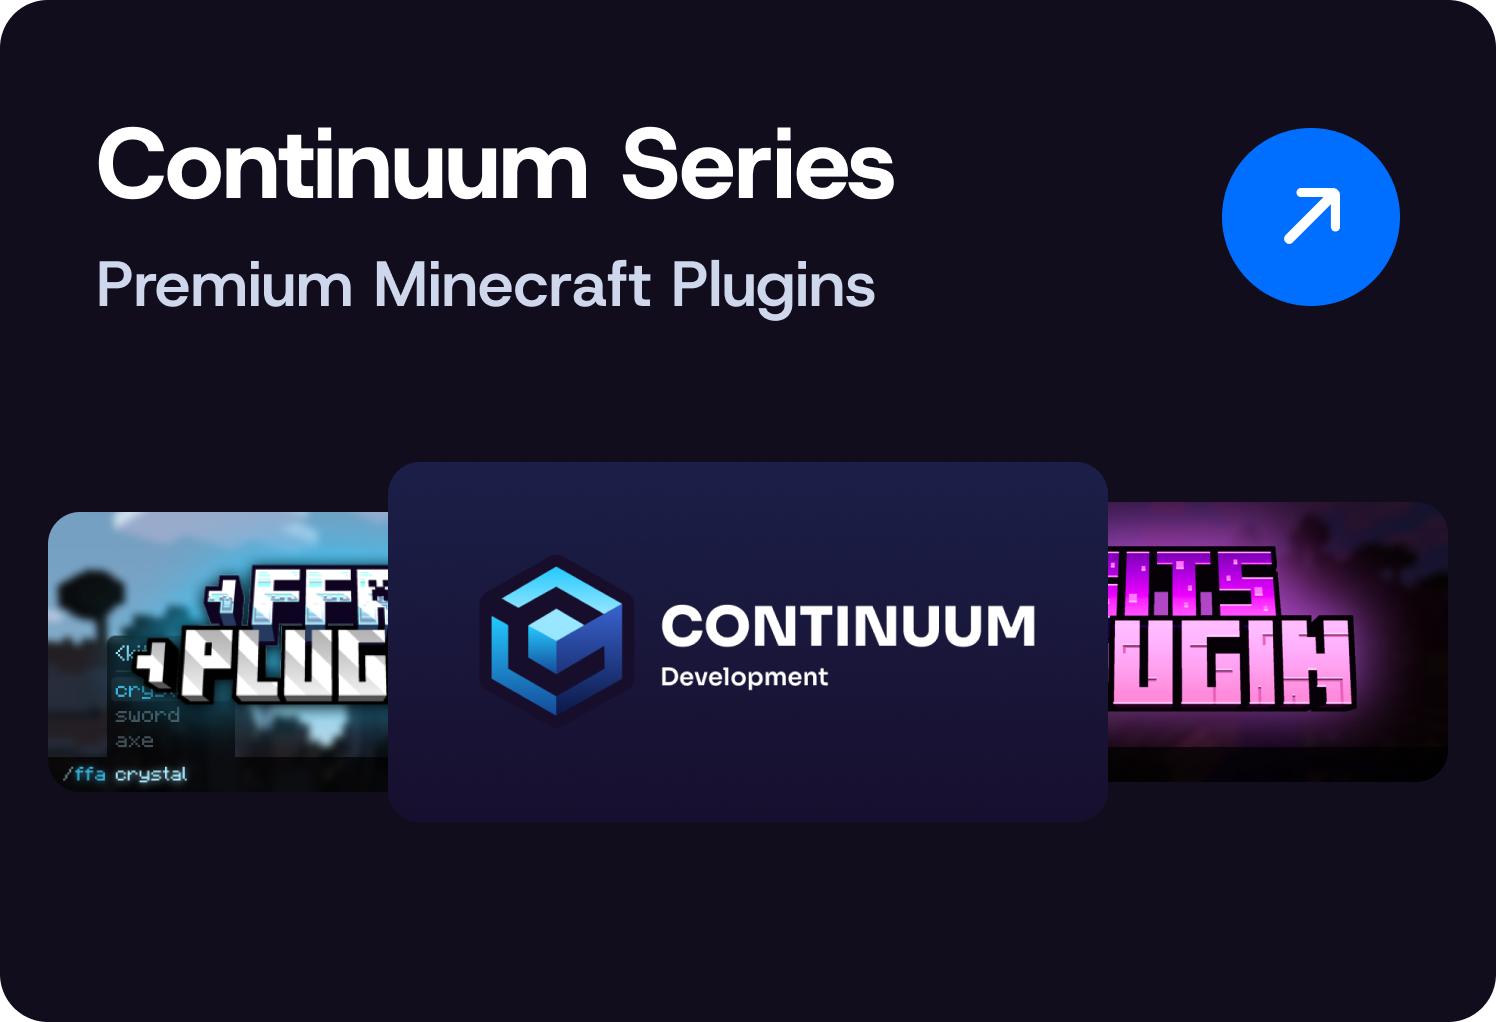 Continuum Series
Premium Minecraft Plugins
CONTINUUM
Development
sword
axe
/ffa crystal